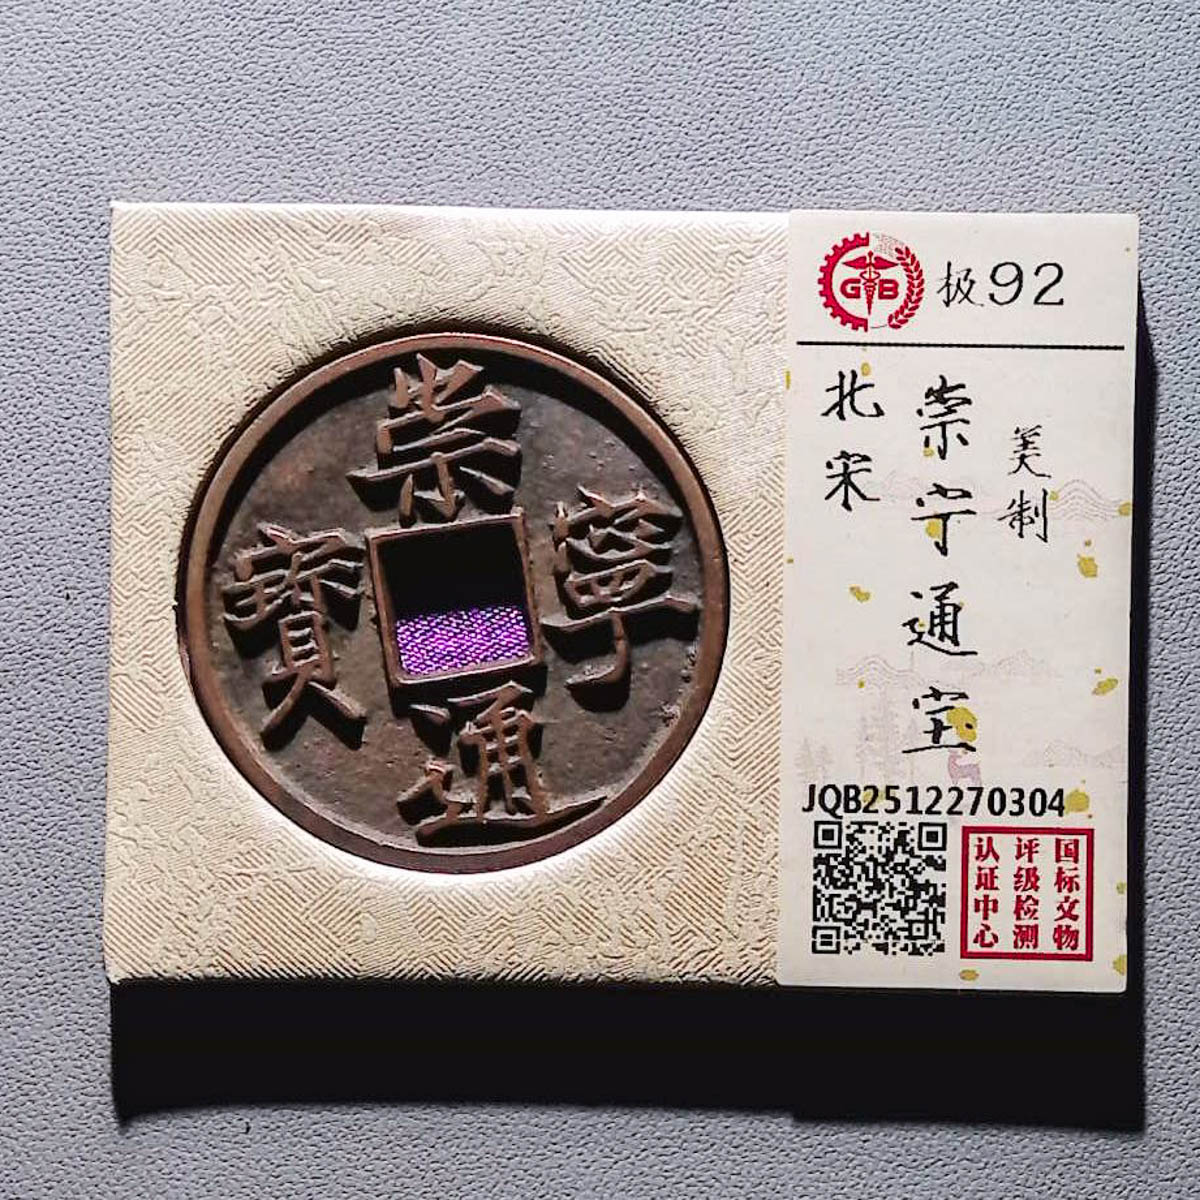 崇寧通寳
GB
极92
美制
崇宁通宝
北宋
JQB2512270304
国标文物
评级检测
认证中心